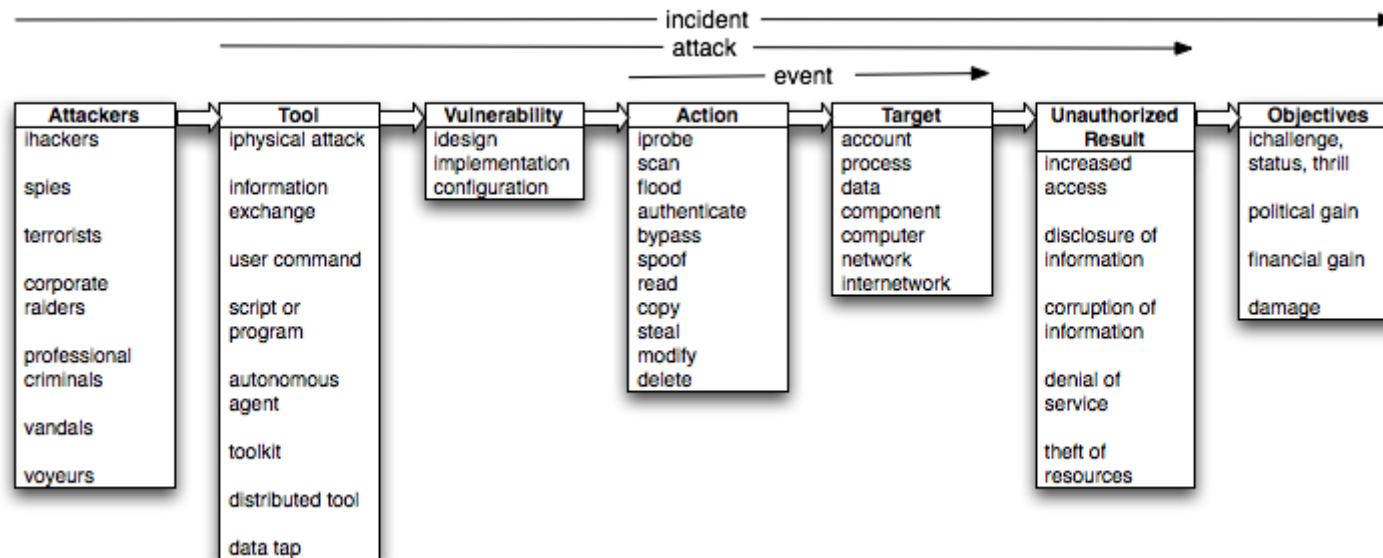 incident
attack
event
Attackers
ihackers
spies
terrorists
corporate
raiders
professional
criminals
vandals
voyeurs
Tool
iphysical attack
information
exchange
user command
script or
program
autonomous
agent
toolkit
distributed tool
data tap
Vulnerability
idesign
implementation
configuration
Action
iprobe
scan
flood
authenticate
bypass
spoof
read
copy
steal
modify
delete
Target
account
process
data
component
computer
network
internetwork
Unauthorized
Result
increased
access
disclosure of
information
corruption of
information
denial of
service
theft of
resources
Objectives
ichallenge,
status, thrill
political gain
financial gain
damage